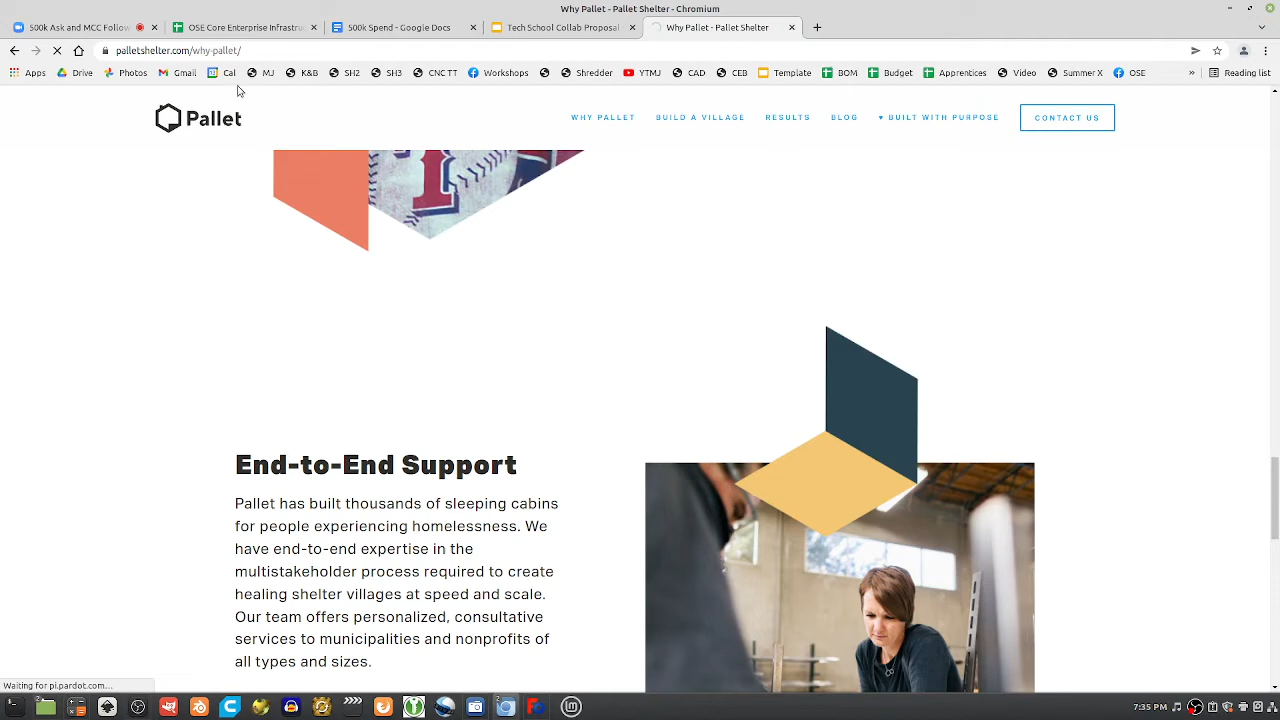 Why Pallet - Pallet Shelter - Chromium
500k Ask and MCC Follow
OSE Core Enterprise Infrastruc
500k Spend - Google Docs
Tech School Collab Proposal
Why Pallet - Pallet Shelter
palletshelter.com/why-pallet/
Apps
Drive
Photos
Gmail
MJ
K&B
SH2
SH3
CNC TT
Workshops
Shredder
YTMJ
CAD
CEB
Template
BOM
Budget
Apprentices
Video
Summer X
OSE
»
Reading list
Pallet
WHY PALLET
BUILD A VILLAGE
RESULTS
BLOG
BUILT WITH PURPOSE
CONTACT US
End-to-End Support
Pallet has built thousands of sleeping cabins
for people experiencing homelessness. We
have end-to-end expertise in the
multistakeholder process required to create
healing shelter villages at speed and scale.
Our team offers personalized, consultative
services to municipalities and nonprofits of
all types and sizes.
Waiting for pi.pardot.com...
7:35 PM